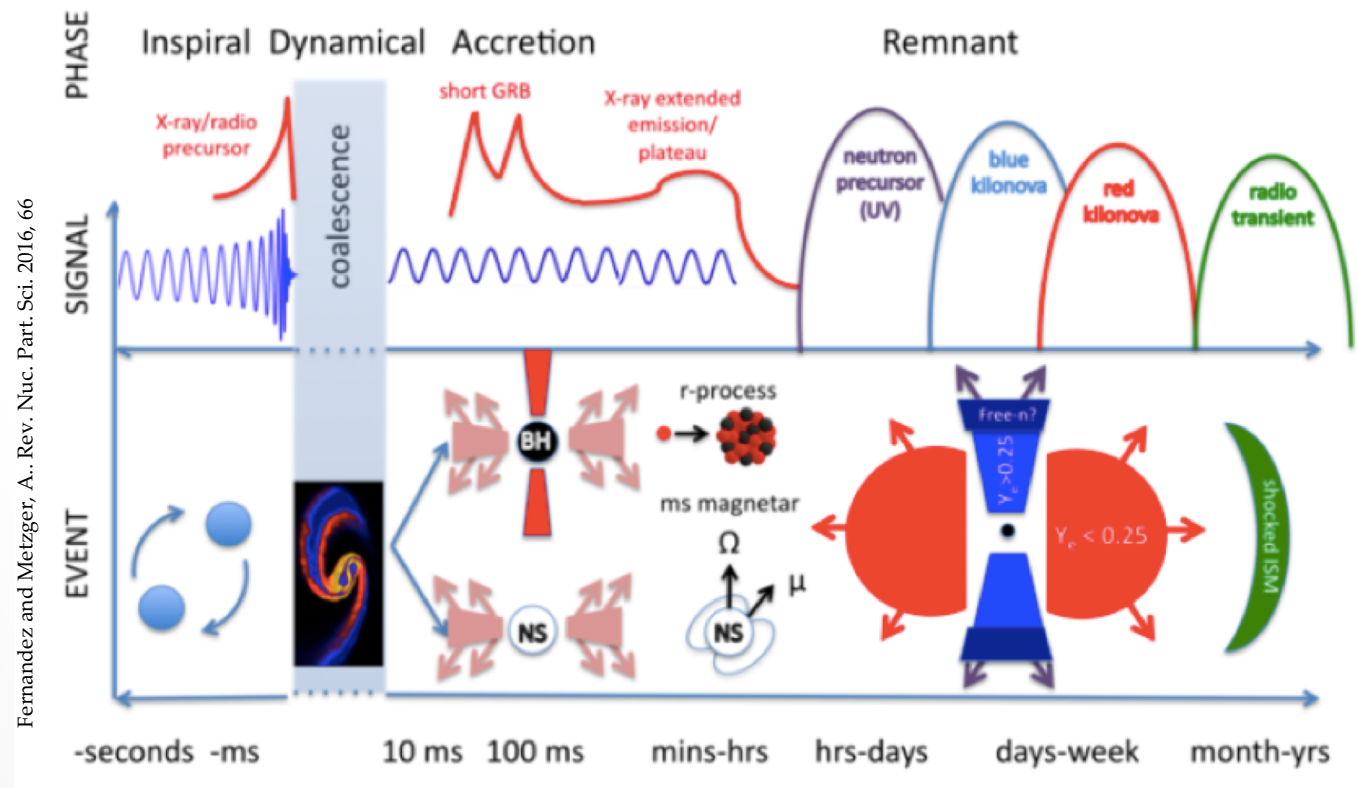 Fernandez and Metzger, A.. Rev. Nuc. Part. Sci. 2016, 66
PHASE
Inspiral Dynamical Accretion Remnant
SIGNAL
X-ray/radio
precursor
coalescence
short GRB
X-ray extended
emission/
plateau
neutron
precursor
(UV)
blue
kilonova
red
kilonova
radio
transient
EVENT
BH
NS
r-process
ms magnetar
Ω
μ
NS
Free-n?
Ye>0.25
Ye < 0.25
shocked ISM
-seconds -ms 10 ms 100 ms mins-hrs hrs-days days-week month-yrs